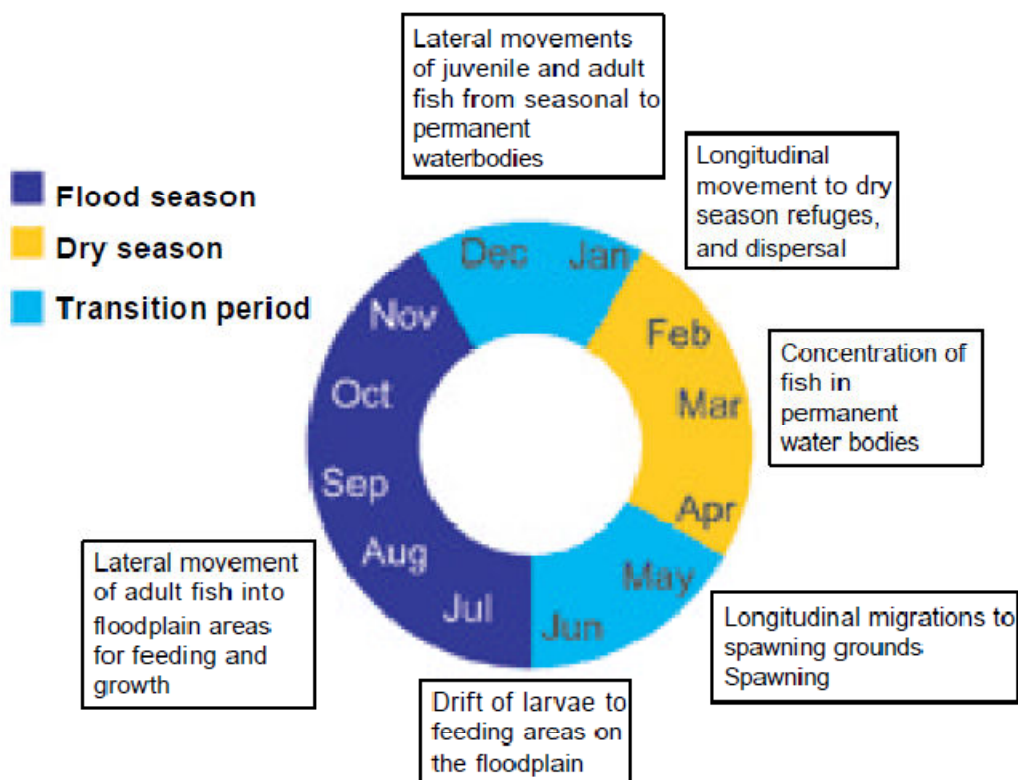 Lateral movements
of juvenile and adult
fish from seasonal to
permanent
waterbodies
Longitudinal
movement to dry
season refuges,
and dispersal
Flood season
Dry season
Transition period
Dec
Jan
Feb
Mar
Apr
May
Jun
Jul
Aug
Sep
Oct
Nov
Concentration of
fish in
permanent
water bodies
Longitudinal migrations to
spawning grounds
Spawning
Drift of larvae to
feeding areas on
the floodplain
Lateral movement
of adult fish into
floodplain areas
for feeding and
growth